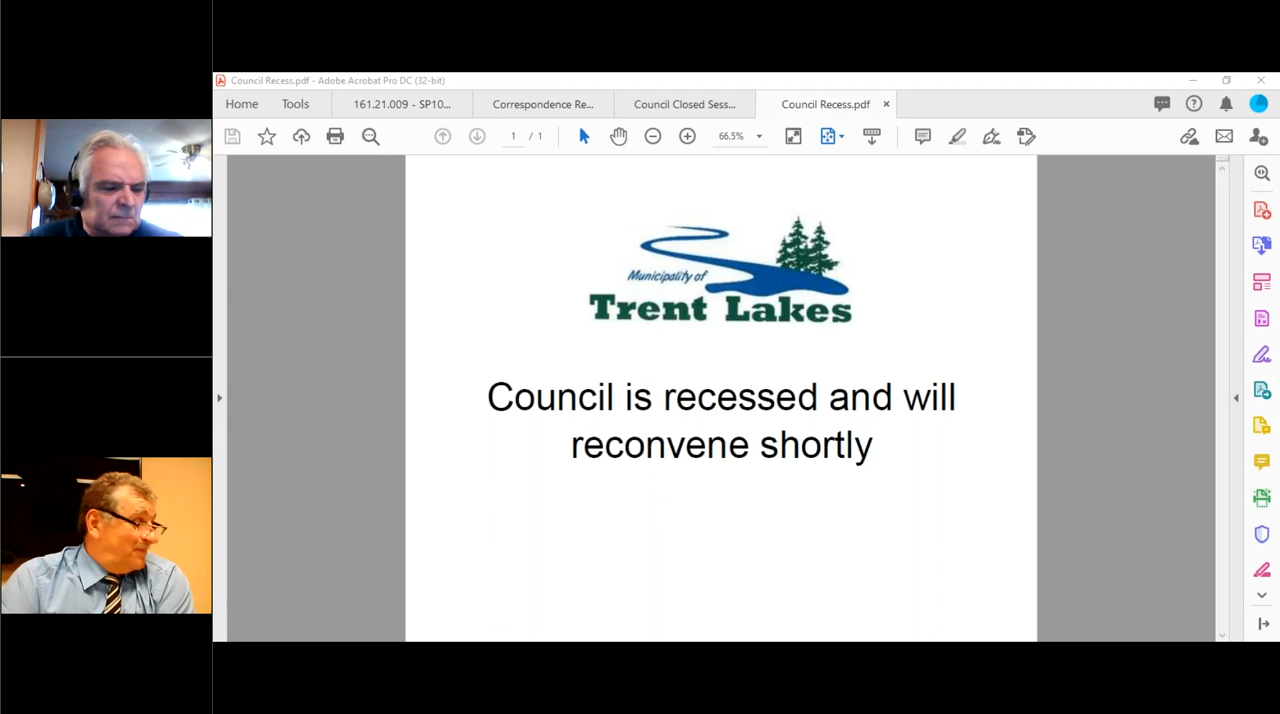 Council Recess.pdf - Adobe Acrobat Pro DC (32-bit)
Home Tools 161.21.009 - SP10... Correspondence Re... Council Closed Sess... Council Recess.pdf
1 / 1 66.5%
Municipality of
Trent Lakes
Council is recessed and will
reconvene shortly